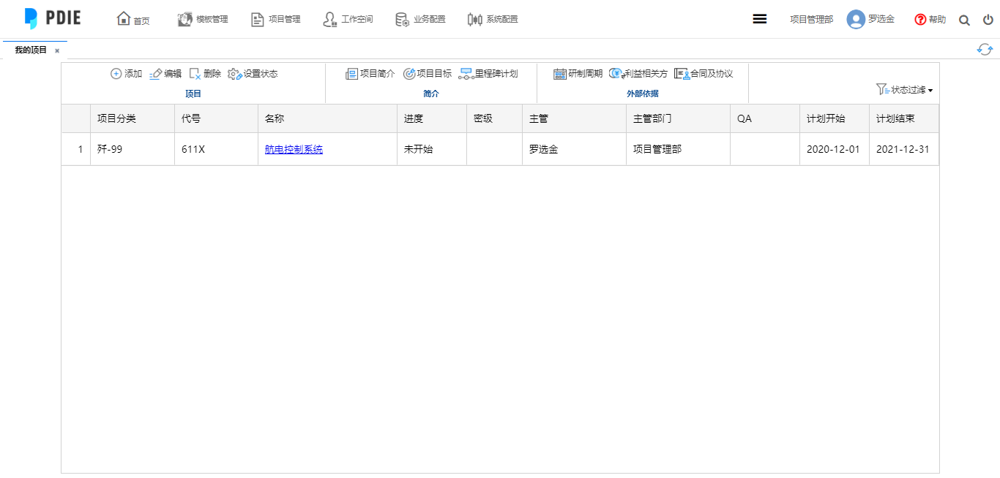 PDIE 首页 模板管理 项目管理 工作空间 业务配置 系统配置 项目管理部 罗选金 帮助
我的项目
添加 编辑 删除 设置状态 项目简介 项目目标 里程碑计划 研制周期 利益相关方 合同及协议
状态过滤
项目 简介 外部依据
项目分类 代号 名称 进度 密级 主管 主管部门 QA 计划开始 计划结束
1 歼-99 611X 航电控制系统 未开始 罗选金 项目管理部 2020-12-01 2021-12-31